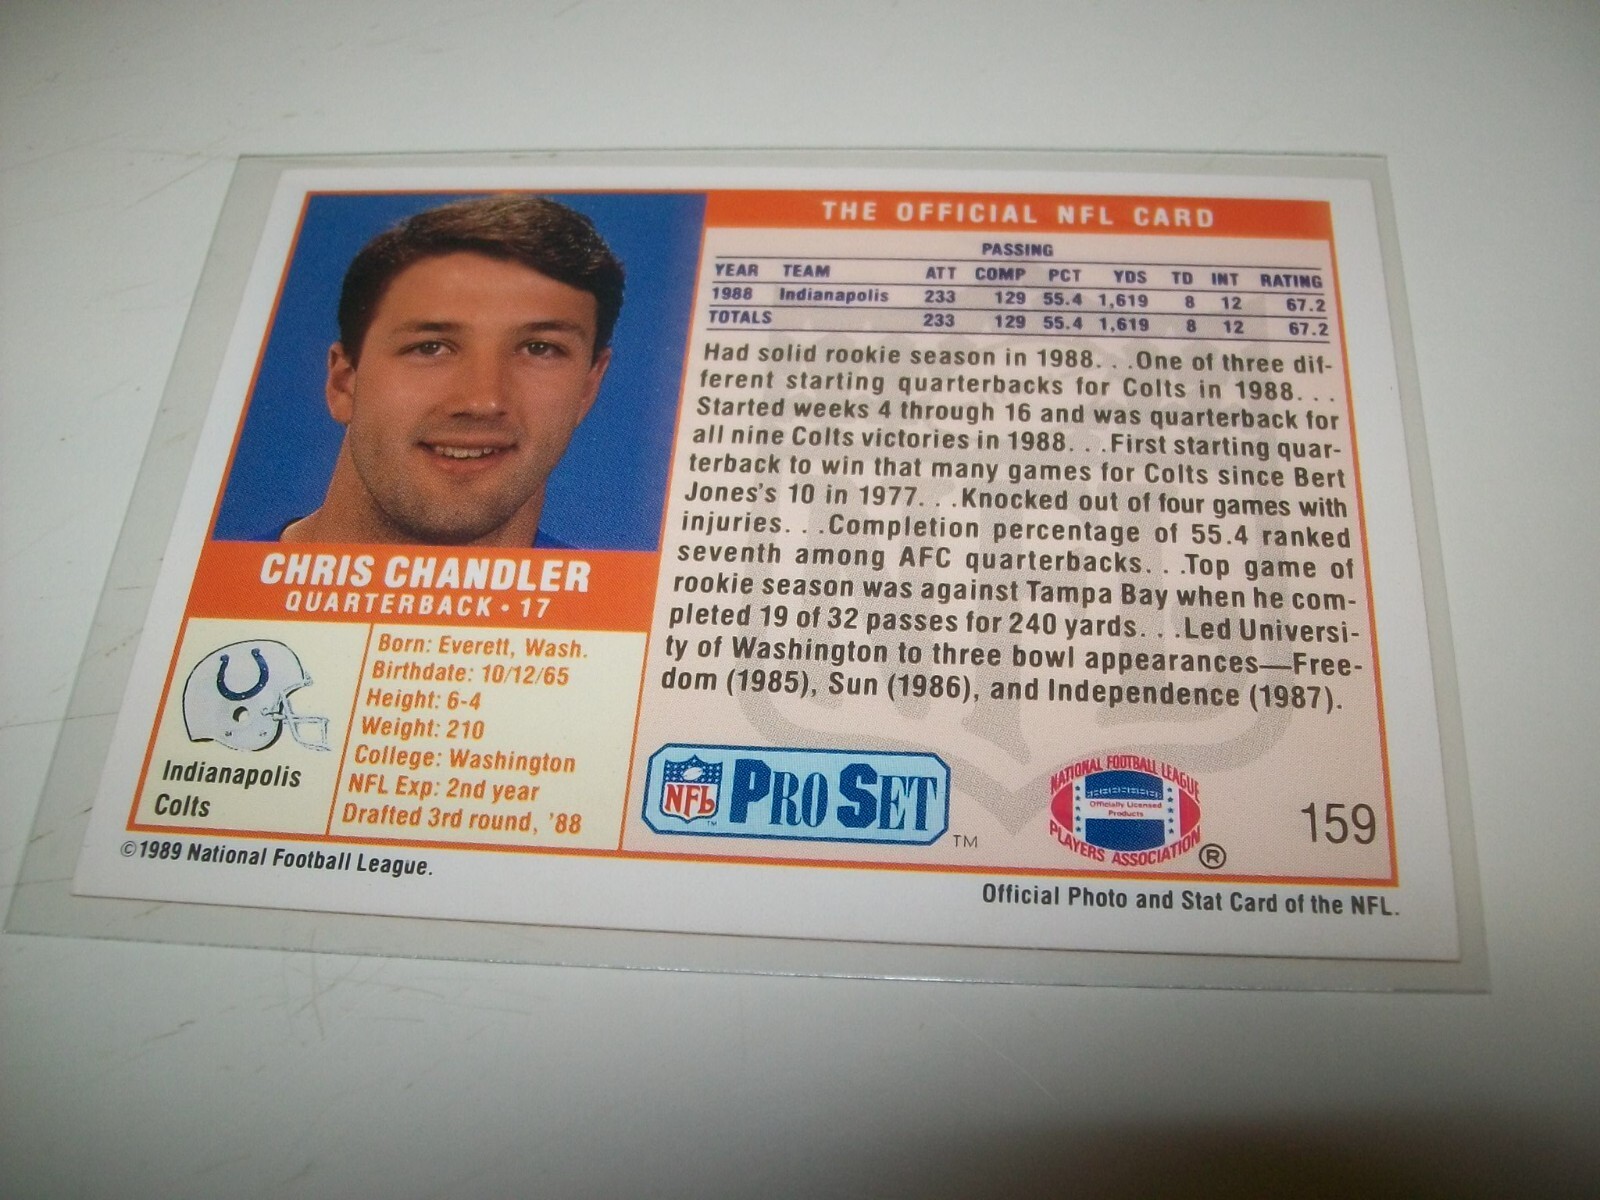 THE OFFICIAL NFL CARD
PASSING
YEAR TEAM ATT COMP PCT YDS TD INT RATING
1988 Indianapolis 233 129 55.4 1,619 8 12 67.2
TOTALS 233 129 55.4 1,619 8 12 67.2
Had solid rookie season in 1988. . .One of three dif-
ferent starting quarterbacks for Colts in 1988. . .
Started weeks 4 through 16 and was quarterback for
all nine Colts victories in 1988. . .First starting quar-
terback to win that many games for Colts since Bert
Jones's 10 in 1977. . .Knocked out of four games with
injuries. . .Completion percentage of 55.4 ranked
seventh among AFC quarterbacks. . .Top game of
rookie season was against Tampa Bay when he com-
pleted 19 of 32 passes for 240 yards. . .Led Universi-
ty of Washington to three bowl appearances—Free-
dom (1985), Sun (1986), and Independence (1987).
CHRIS CHANDLER
QUARTERBACK • 17
Indianapolis
Colts
Born: Everett, Wash.
Birthdate: 10/12/65
Height: 6-4
Weight: 210
College: Washington
NFL Exp: 2nd year
Drafted 3rd round, '88
NFL PRO SET ™
NATIONAL FOOTBALL LEAGUE
Officially Licensed
Products
PLAYERS ASSOCIATION ®
159
©1989 National Football League.
Official Photo and Stat Card of the NFL.